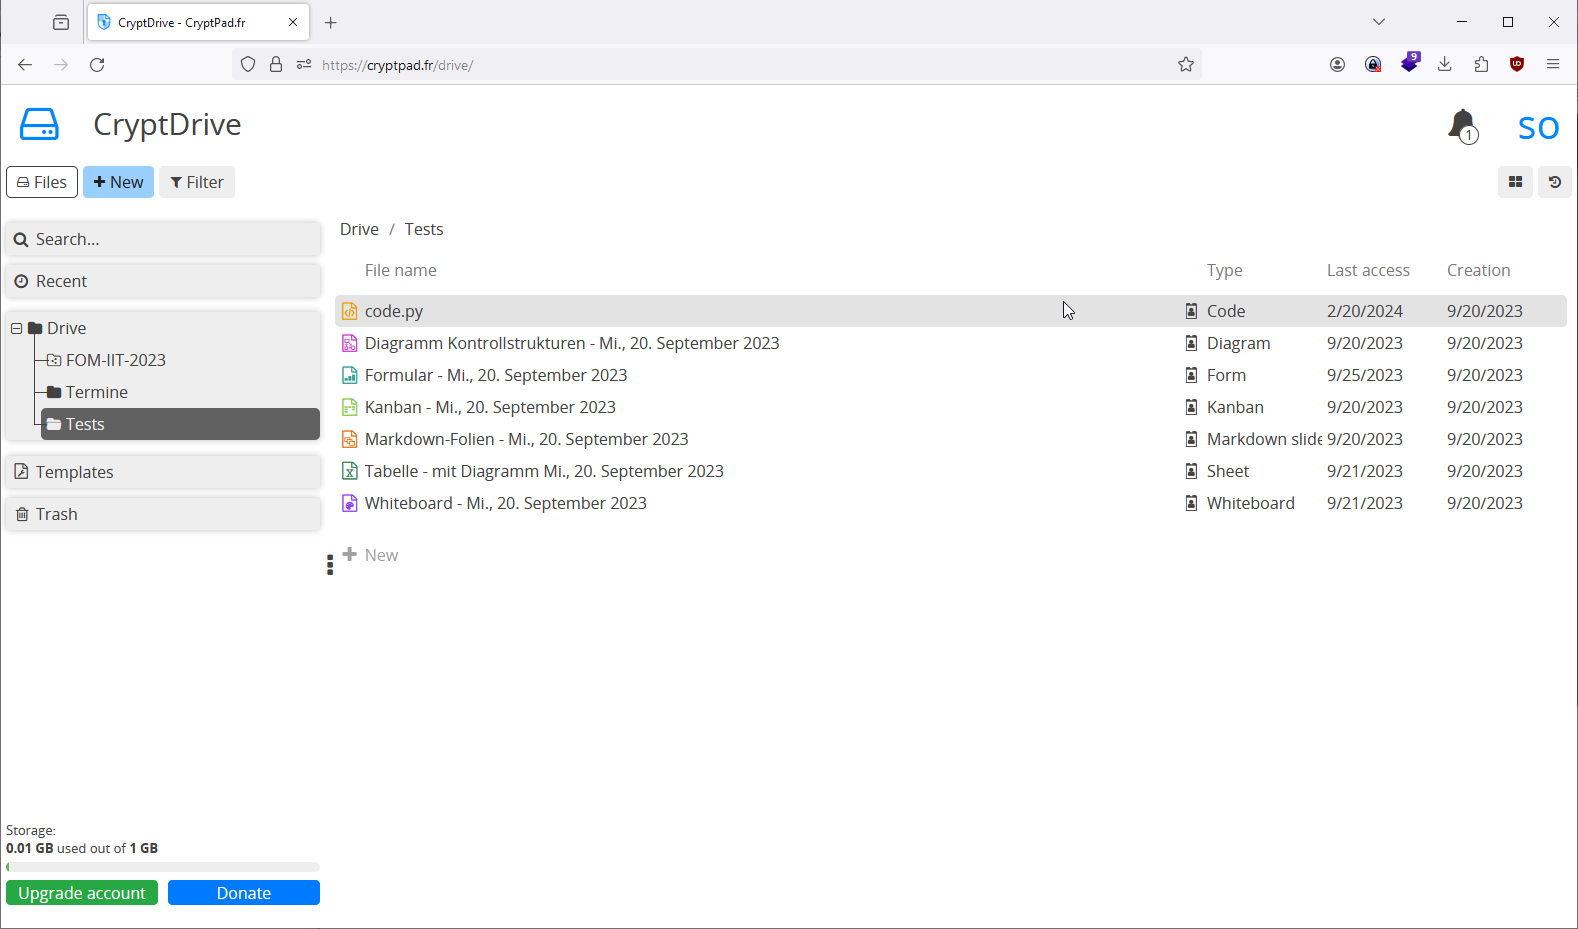 CryptDrive - CryptPad.fr
https://cryptpad.fr/drive/
9
CryptDrive
1
SO
Files
New
Filter
Search...
Recent
Drive
FOM-IIT-2023
Termine
Tests
Templates
Trash
Drive / Tests
File name Type Last access Creation
code.py Code 2/20/2024 9/20/2023
Diagramm Kontrollstrukturen - Mi., 20. September 2023 Diagram 9/20/2023 9/20/2023
Formular - Mi., 20. September 2023 Form 9/25/2023 9/20/2023
Kanban - Mi., 20. September 2023 Kanban 9/20/2023 9/20/2023
Markdown-Folien - Mi., 20. September 2023 Markdown slide 9/20/2023 9/20/2023
Tabelle - mit Diagramm Mi., 20. September 2023 Sheet 9/21/2023 9/20/2023
Whiteboard - Mi., 20. September 2023 Whiteboard 9/21/2023 9/20/2023
New
Storage:
0.01 GB used out of 1 GB
Upgrade account
Donate